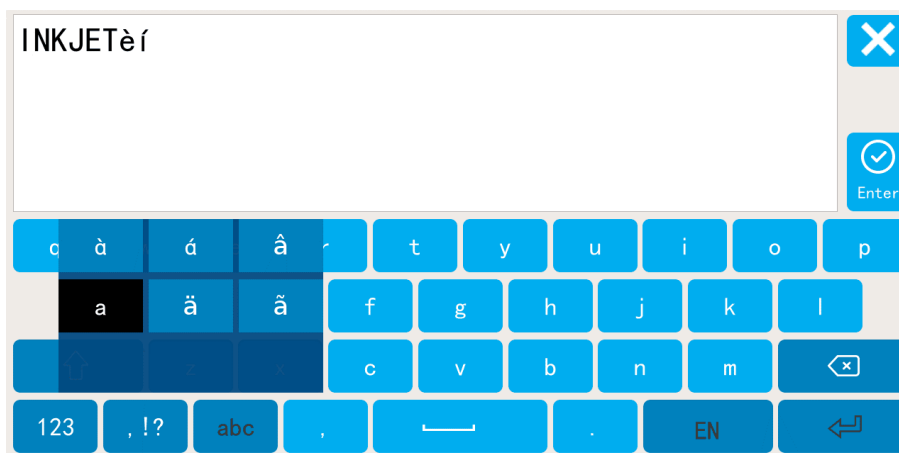 INKJETèí
Enter
q à á â r t y u i o p
a ä ã f g h j k l
z x c v b n m
123 ,!? abc , . EN